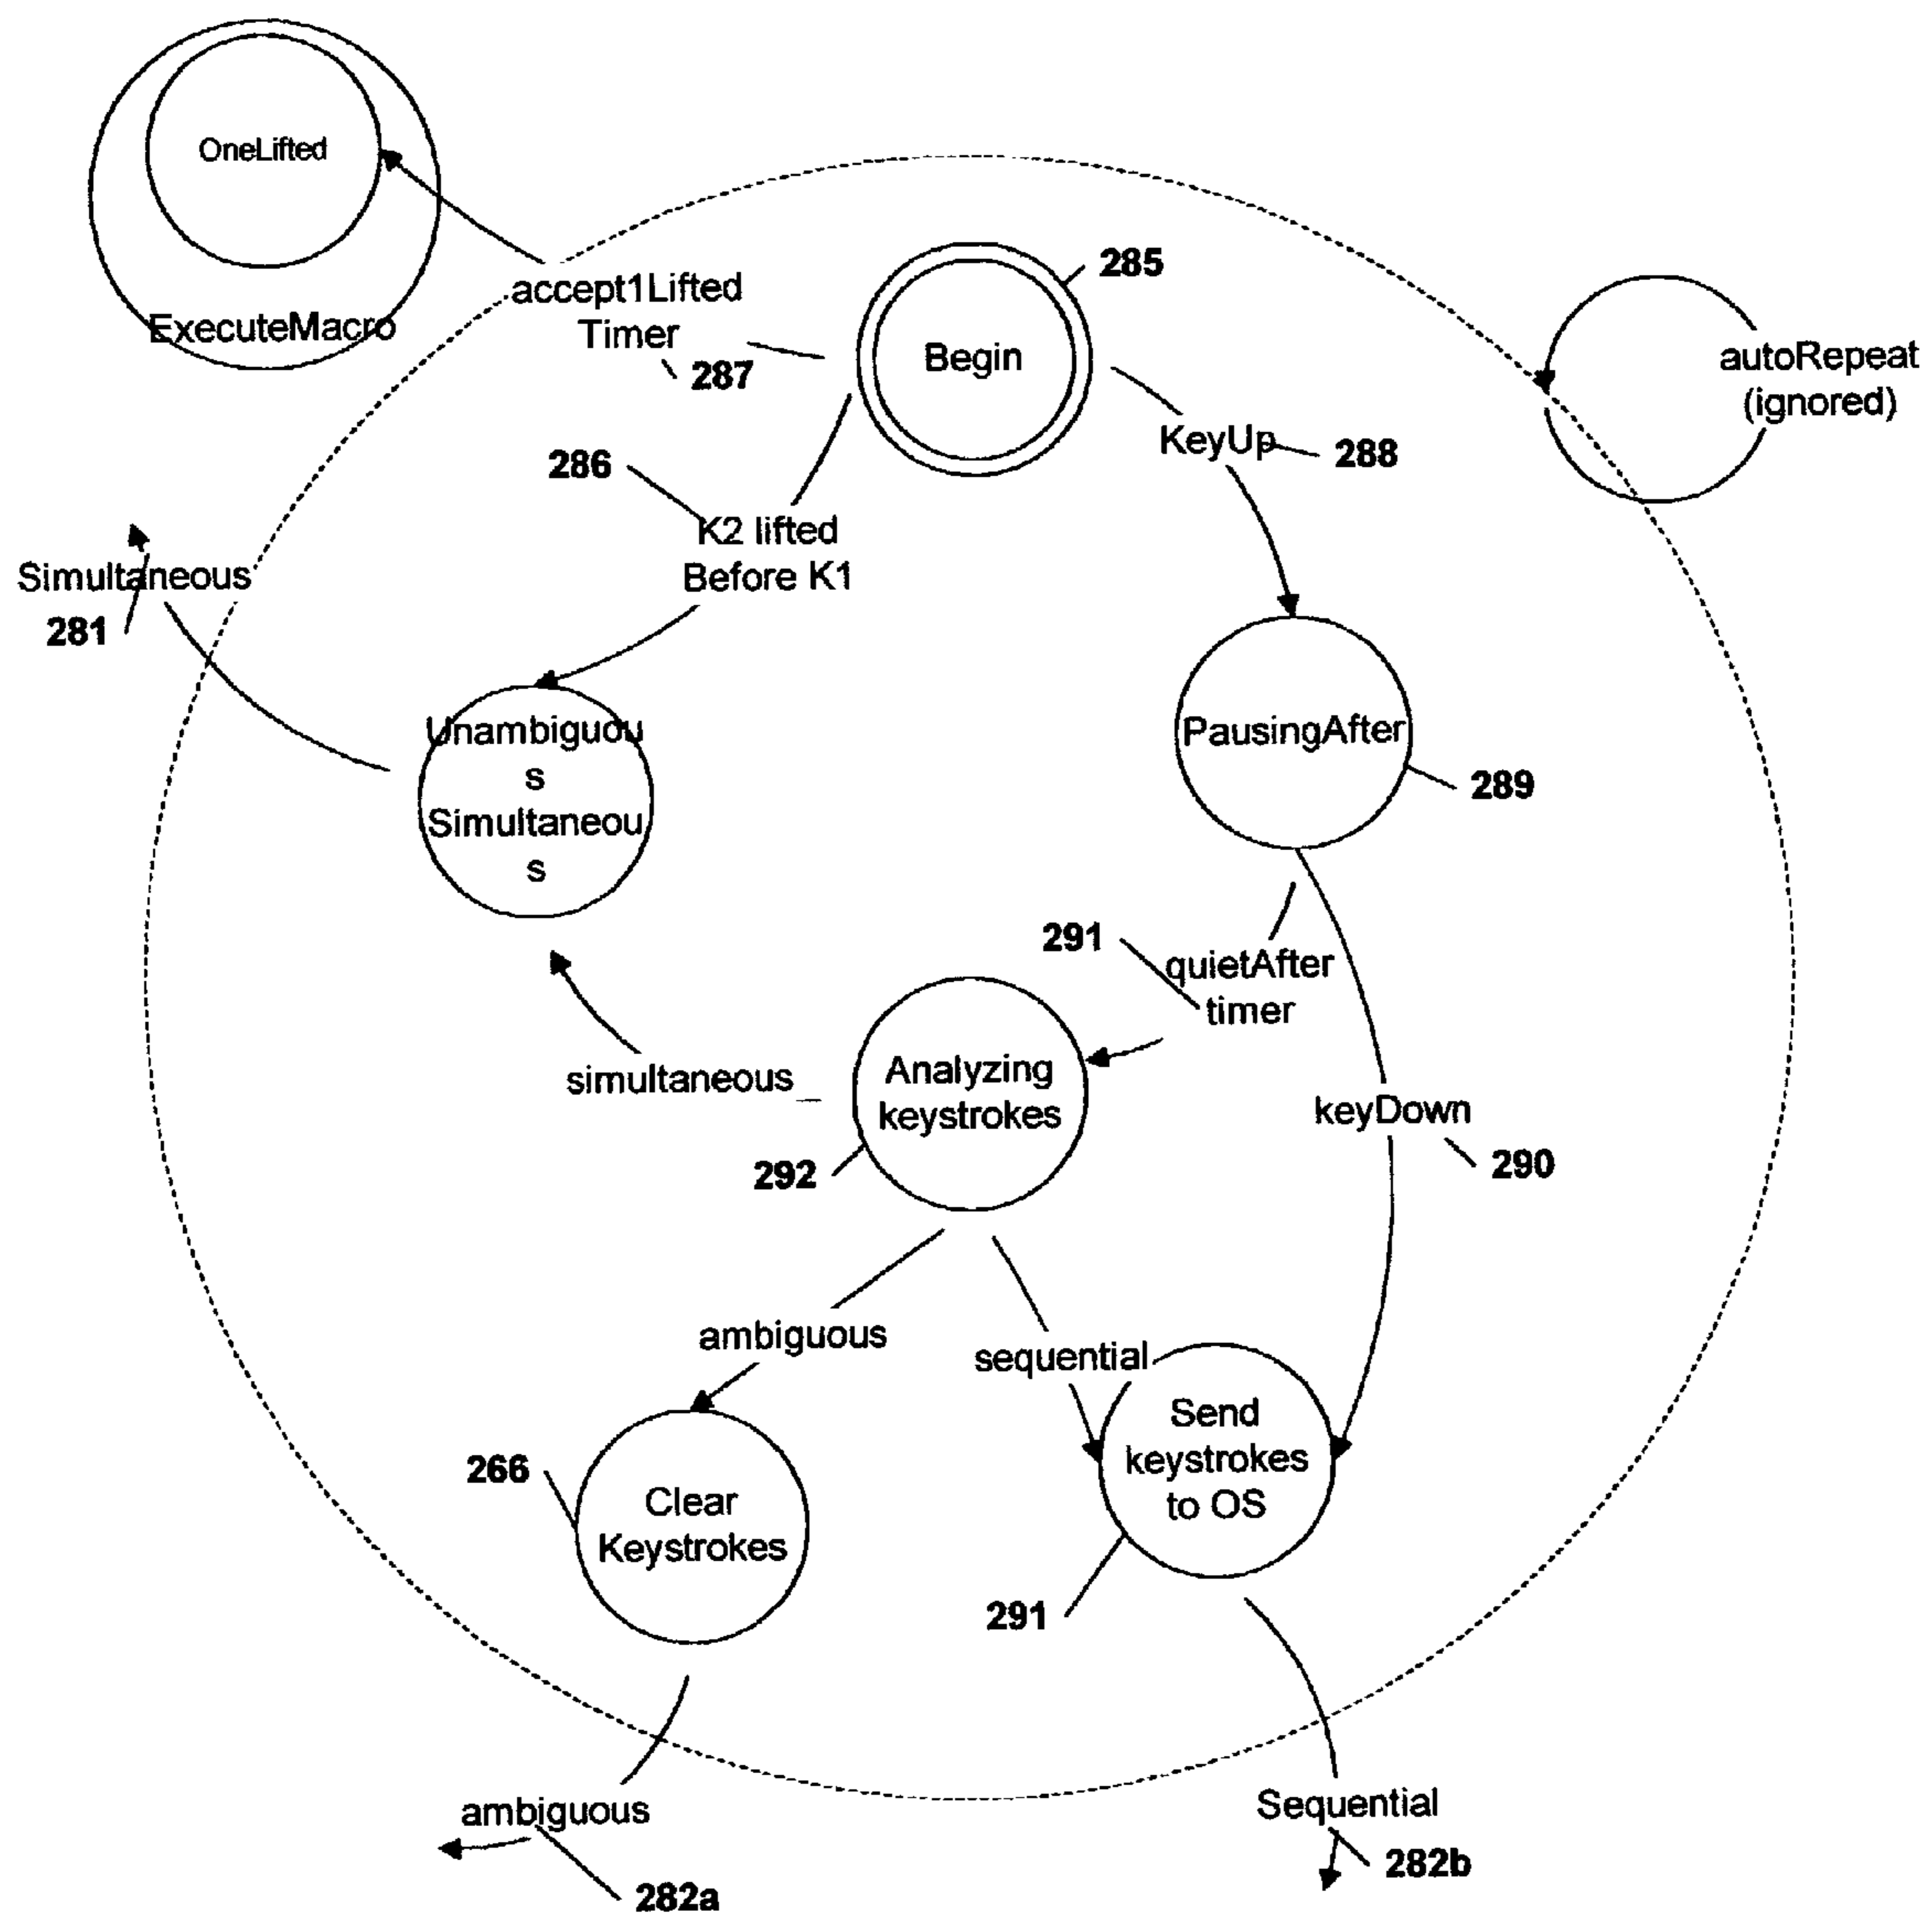 OneLifted
ExecuteMacro
accept1Lifted
Timer
287
Begin
285
KeyUp
288
autoRepeat
(ignored)
286
K2 lifted
Before K1
Simultaneous
281
Unambiguou
s
Simultaneou
s
PausingAfter
289
291
quietAfter
timer
Analyzing
keystrokes
292
simultaneous
keyDown
290
ambiguous
sequential
Send
keystrokes
to OS
291
266
Clear
Keystrokes
ambiguous
282a
Sequential
282b